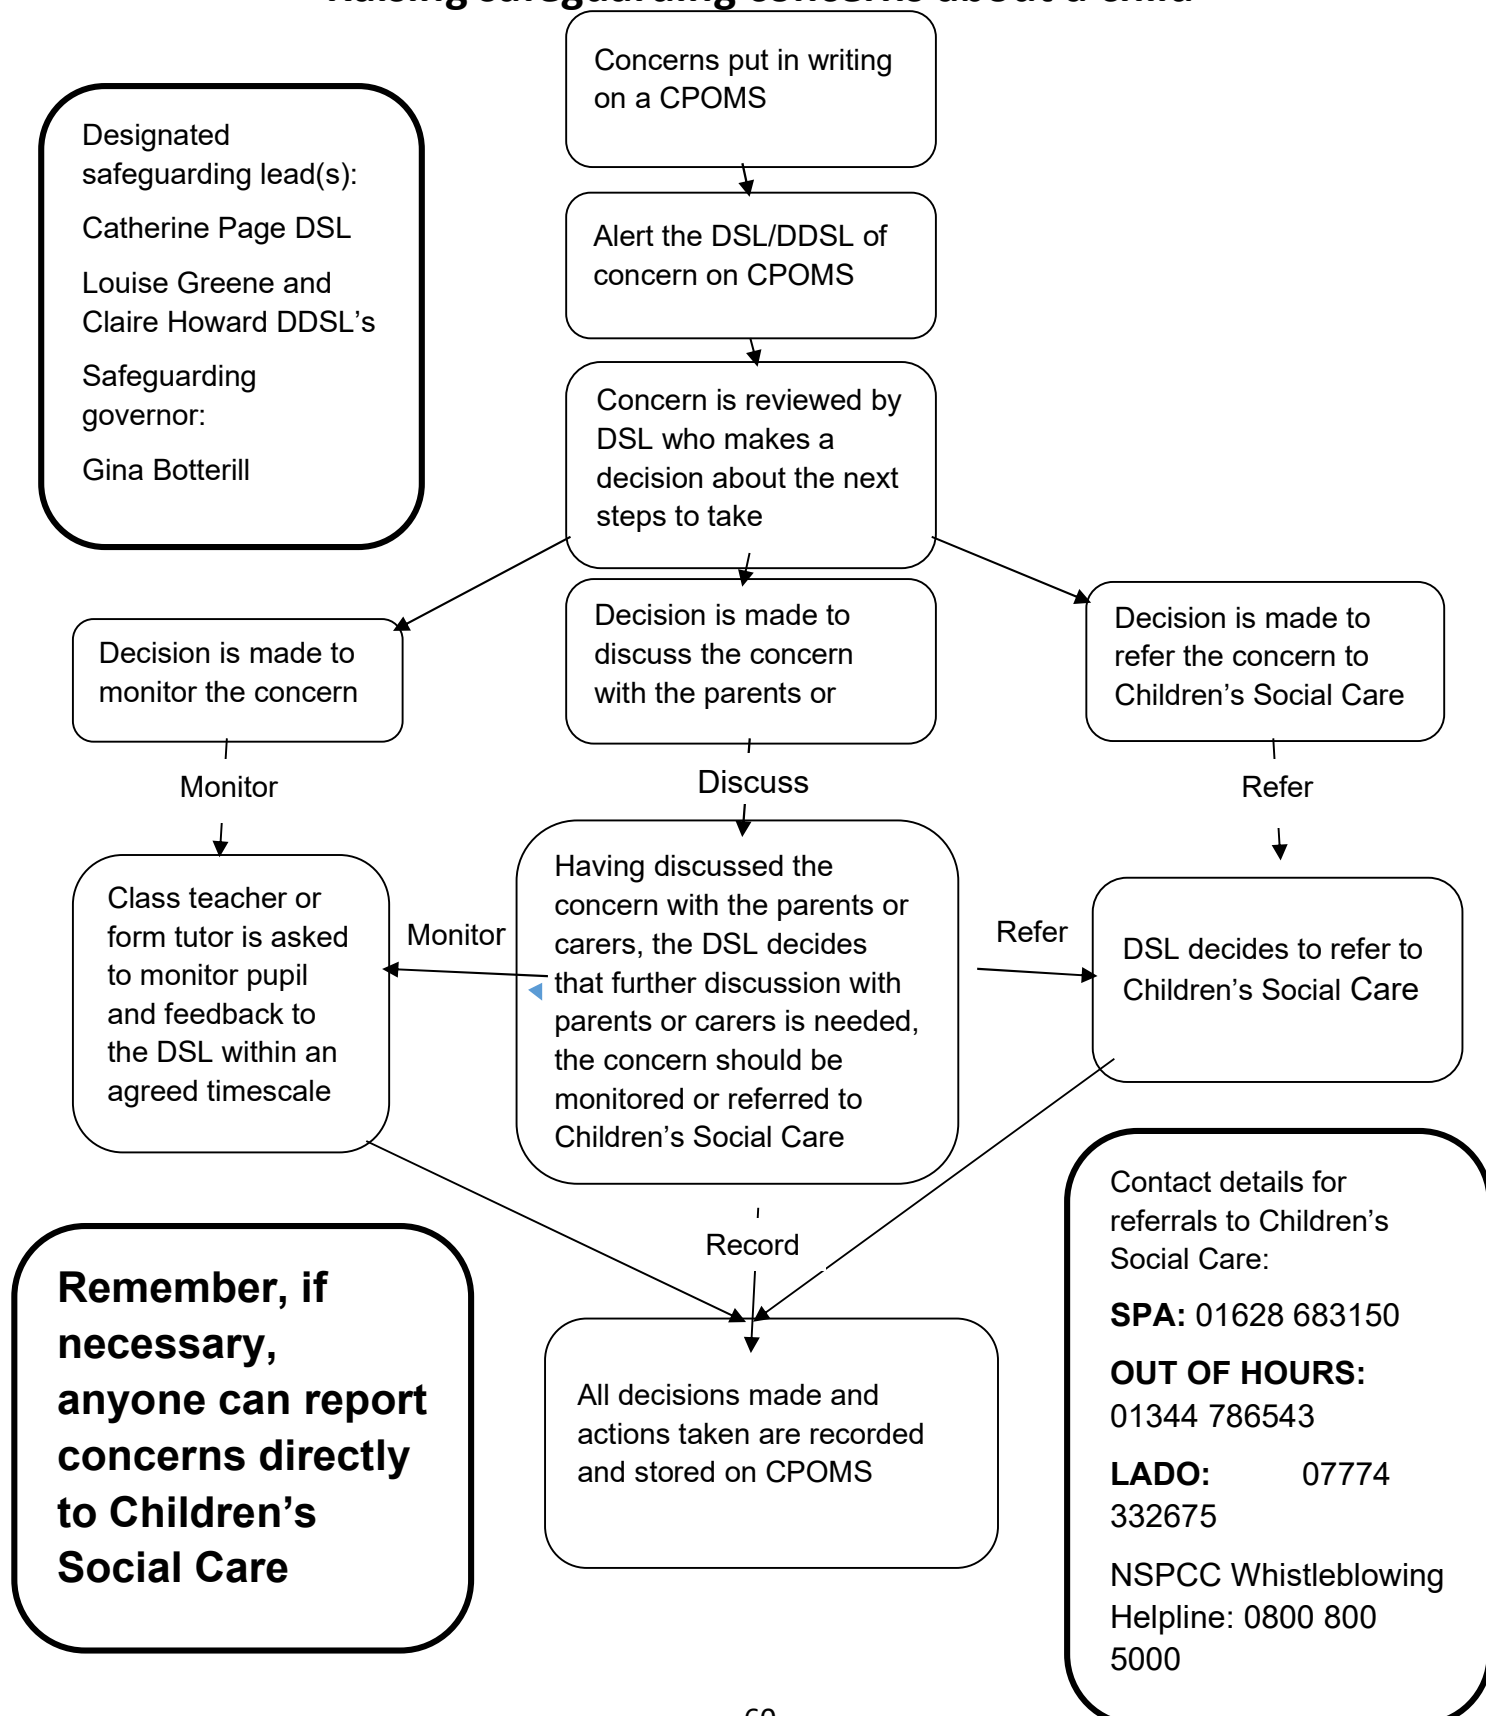 Raising safeguarding concerns about a child
Concerns put in writing
on a CPOMS
Designated
safeguarding lead(s):
Catherine Page DSL
Louise Greene and
Claire Howard DDSL’s
Safeguarding
governor:
Gina Botterill
Alert the DSL/DDSL of
concern on CPOMS
Concern is reviewed by
DSL who makes a
decision about the next
steps to take
Decision is made to
monitor the concern
Decision is made to
discuss the concern
with the parents or
Decision is made to
refer the concern to
Children’s Social Care
Monitor
Discuss
Refer
Class teacher or
form tutor is asked
to monitor pupil
and feedback to
the DSL within an
agreed timescale
Monitor
Having discussed the
concern with the parents or
carers, the DSL decides
that further discussion with
parents or carers is needed,
the concern should be
monitored or referred to
Children’s Social Care
Refer
DSL decides to refer to
Children’s Social Care
Record
Remember, if
necessary,
anyone can report
concerns directly
to Children’s
Social Care
All decisions made and
actions taken are recorded
and stored on CPOMS
Contact details for
referrals to Children’s
Social Care:
SPA: 01628 683150
OUT OF HOURS:
01344 786543
LADO: 07774
332675
NSPCC Whistleblowing
Helpline: 0800 800
5000